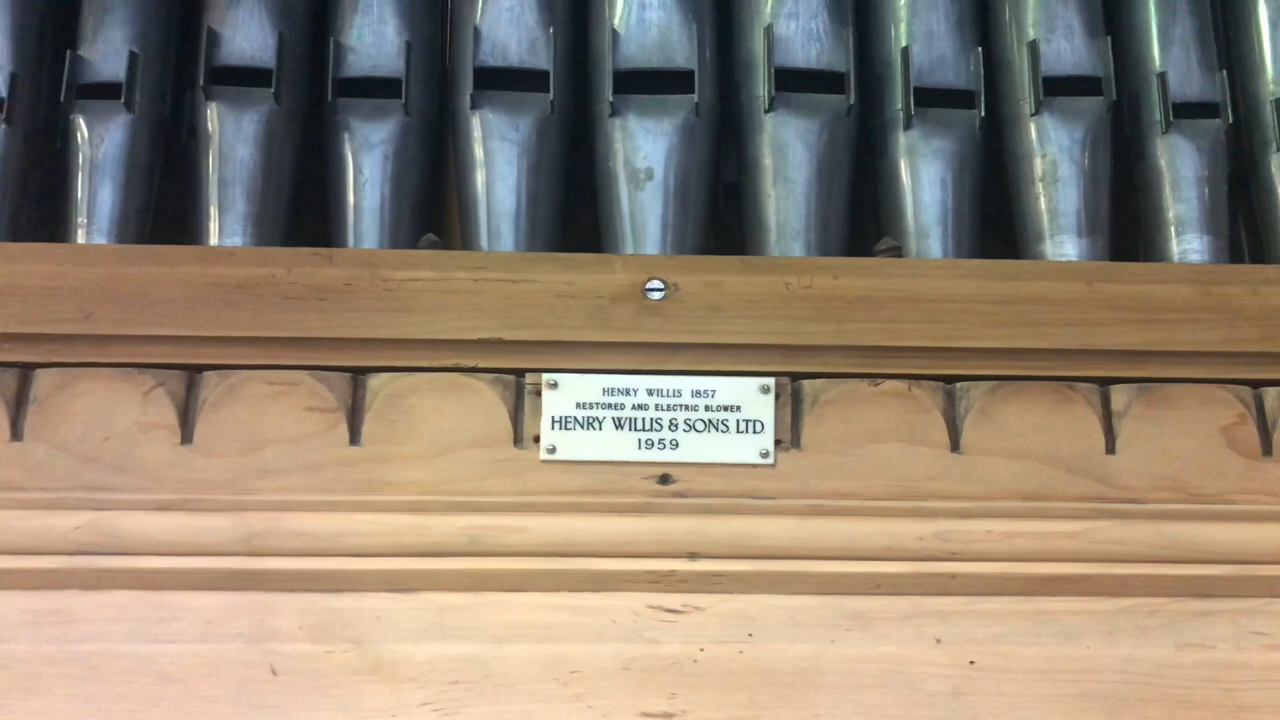 HENRY WILLIS 1857
RESTORED AND ELECTRIC BLOWER
HENRY WILLIS & SONS, LTD
1959